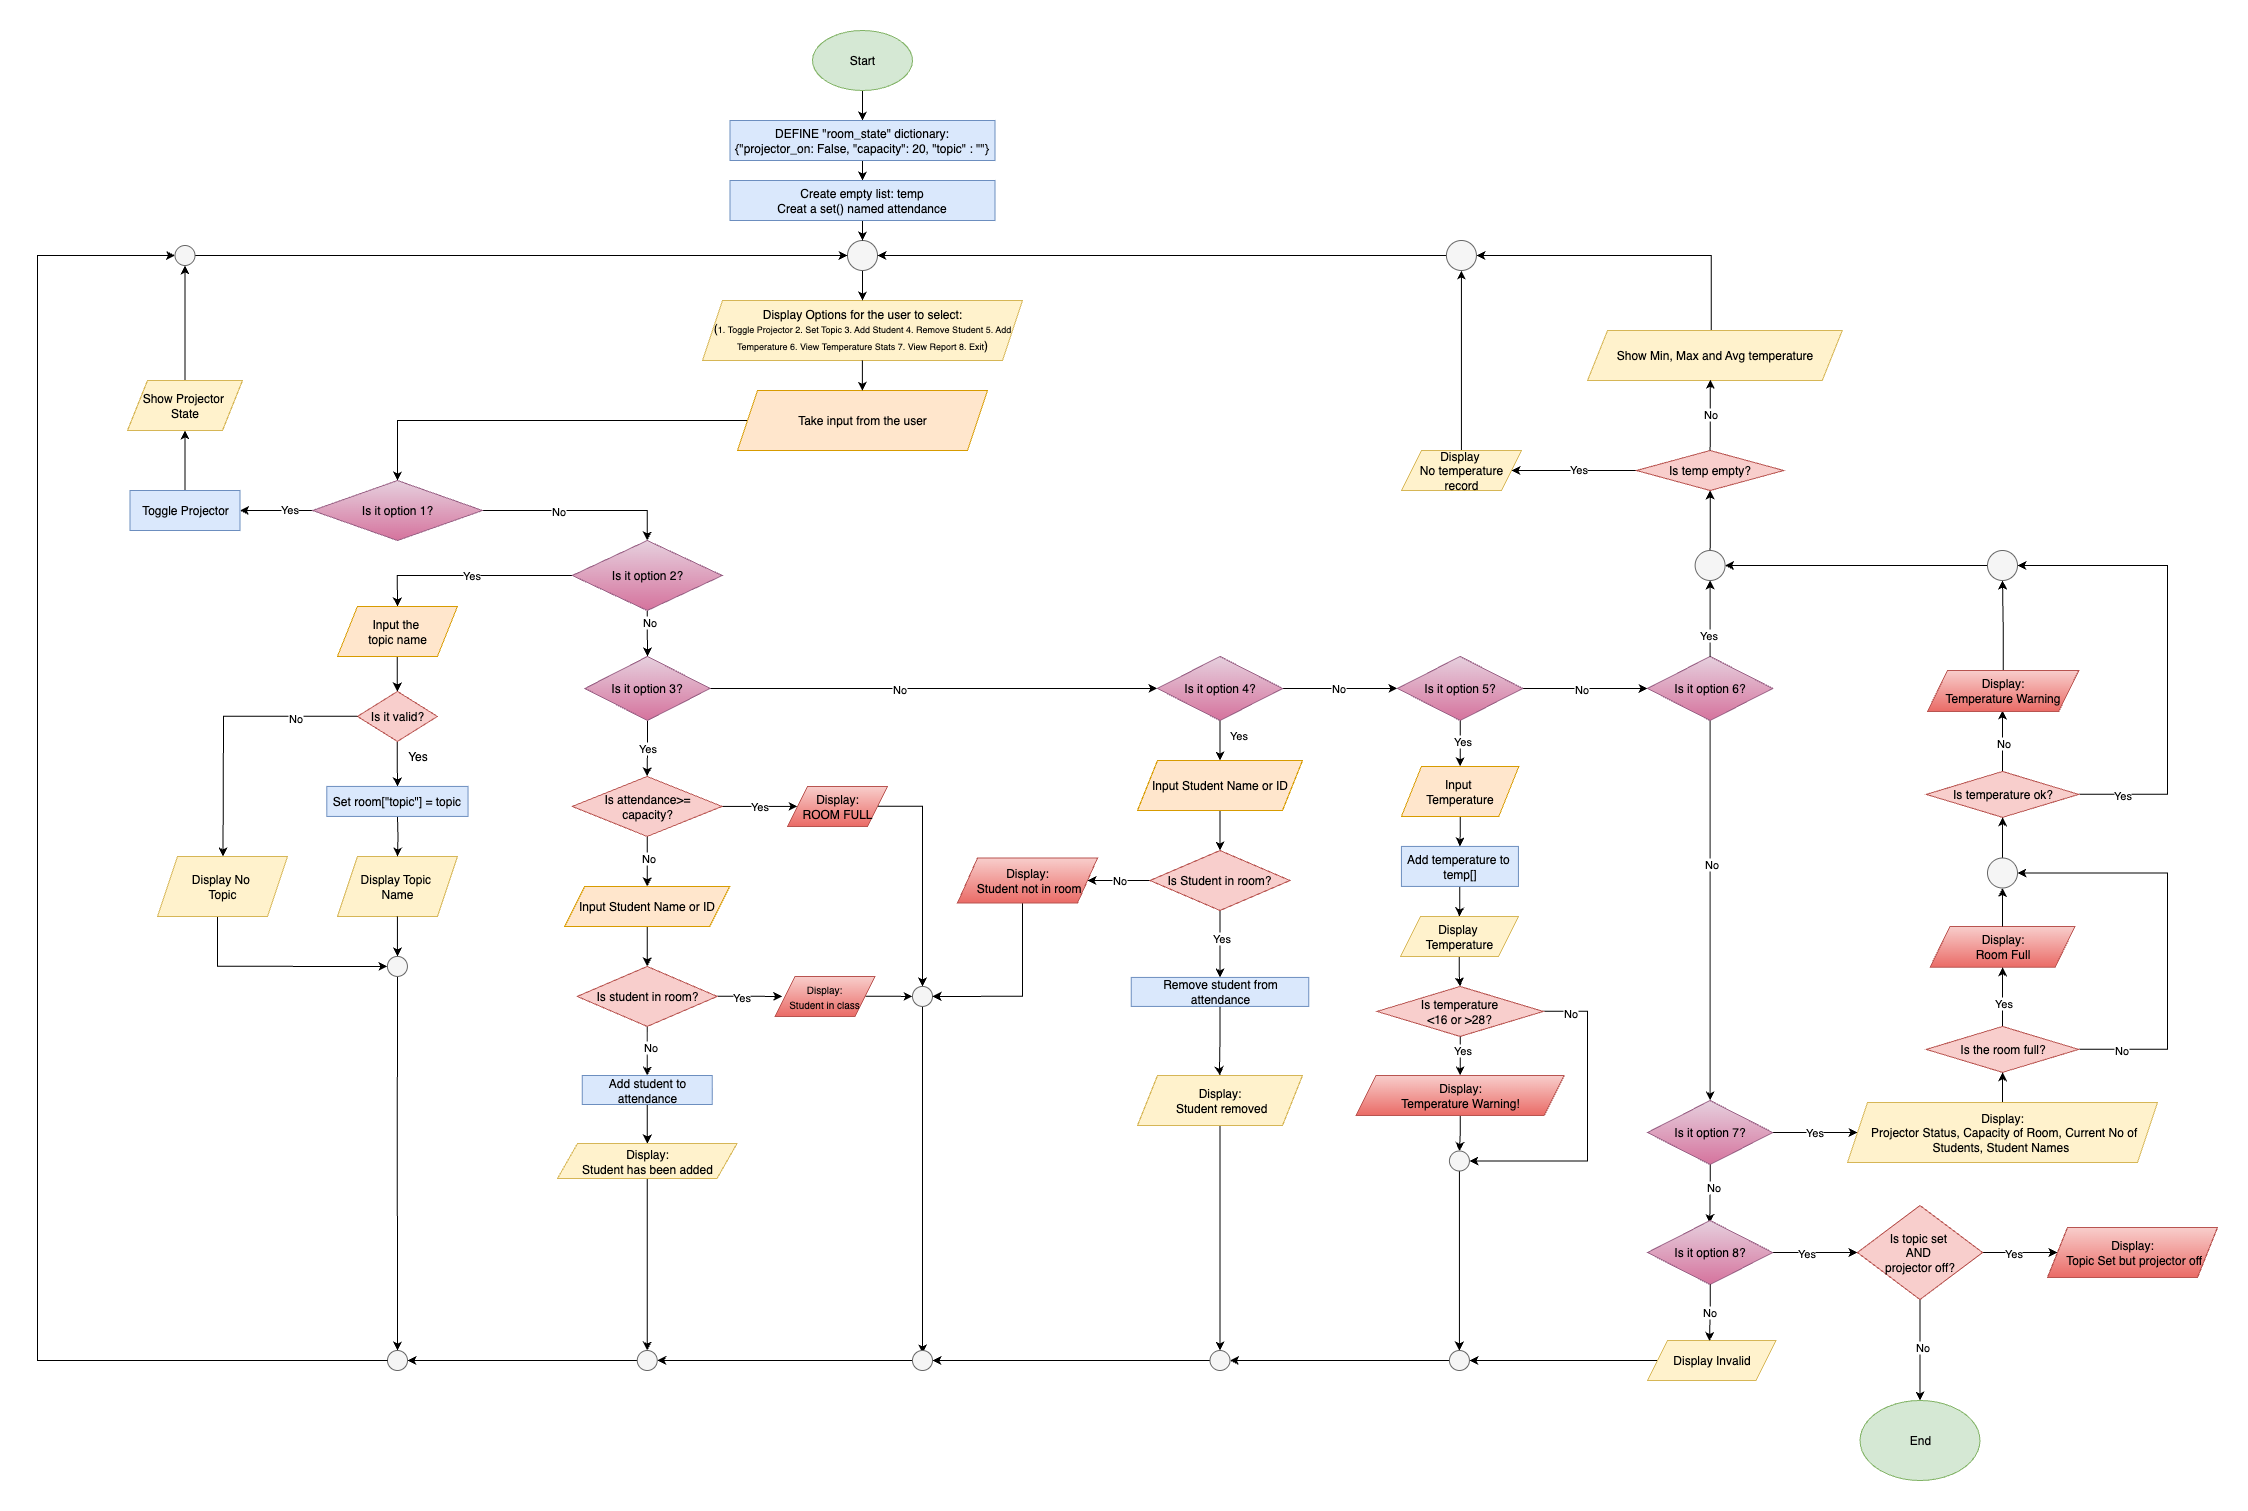 Start
DEFINE "room_state" dictionary:
{"projector_on: False, "capacity": 20, "topic" : ""}
Create empty list: temp
Creat a set() named attendance
Display Options for the user to select:
(1. Toggle Projector 2. Set Topic 3. Add Student 4. Remove Student 5. Add
Temperature 6. View Temperature Stats 7. View Report 8. Exit)
Take input from the user
Show Projector
State
Toggle Projector
Yes
Is it option 1?
No
Is it option 2?
Yes
No
Input the
topic name
Is it valid?
No
Yes
Set room["topic"] = topic
Display No
Topic
Display Topic
Name
Is it option 3?
No
Yes
Is attendance>=
capacity?
Yes
Display:
ROOM FULL
No
Input Student Name or ID
Is student in room?
Yes
Display:
Student in class
No
Add student to
attendance
Display:
Student has been added
Is it option 4?
No
Yes
Input Student Name or ID
Is Student in room?
No
Display:
Student not in room
Yes
Remove student from
attendance
Display:
Student removed
Is it option 5?
No
Yes
Input
Temperature
Add temperature to
temp[]
Display
Temperature
Is temperature
<16 or >28?
No
Yes
Display:
Temperature Warning!
Is it option 6?
Yes
No
Is temp empty?
Yes
Display
No temperature
record
No
Show Min, Max and Avg temperature
Is it option 7?
Yes
Display:
Projector Status, Capacity of Room, Current No of
Students, Student Names
Is the room full?
No
Yes
Display:
Room Full
Is temperature ok?
Yes
No
Display:
Temperature Warning
No
Is it option 8?
Yes
Is topic set
AND
projector off?
Yes
Display:
Topic Set but projector off
No
No
Display Invalid
End